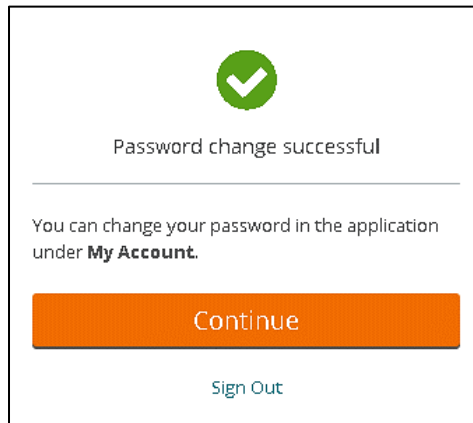 Password change successful
You can change your password in the application
under My Account.
Continue
Sign Out